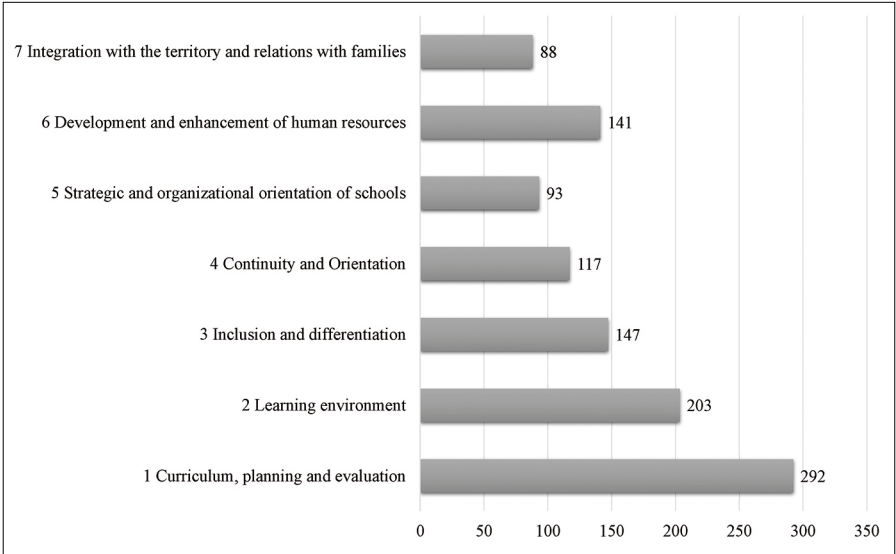 7 Integration with the territory and relations with families
88
6 Development and enhancement of human resources
141
5 Strategic and organizational orientation of schools
93
4 Continuity and Orientation
117
3 Inclusion and differentiation
147
2 Learning environment
203
1 Curriculum, planning and evaluation
292
0 50 100 150 200 250 300 350